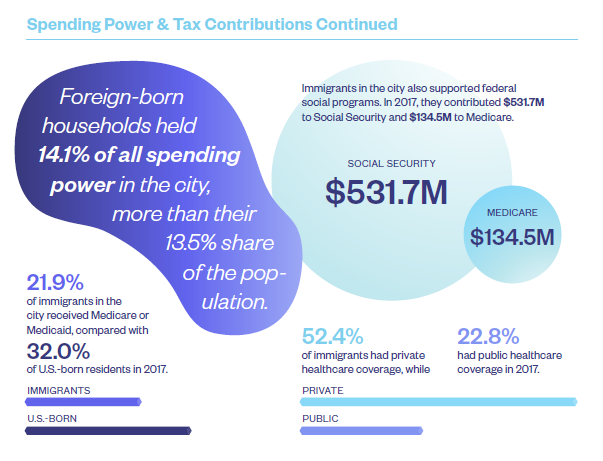 Spending Power & Tax Contributions Continued
Foreign-born
households held
14.1% of all spending
power in the city,
more than their
13.5% share
of the pop-
ulation.
Immigrants in the city also supported federal
social programs. In 2017, they contributed $531.7M
to Social Security and $134.5M to Medicare.
SOCIAL SECURITY
$531.7M
MEDICARE
$134.5M
21.9%
of immigrants in the
city received Medicare or
Medicaid, compared with
32.0%
of U.S.-born residents in 2017.
IMMIGRANTS
U.S.-BORN
52.4%
of immigrants had private
healthcare coverage, while
22.8%
had public healthcare
coverage in 2017.
PRIVATE
PUBLIC